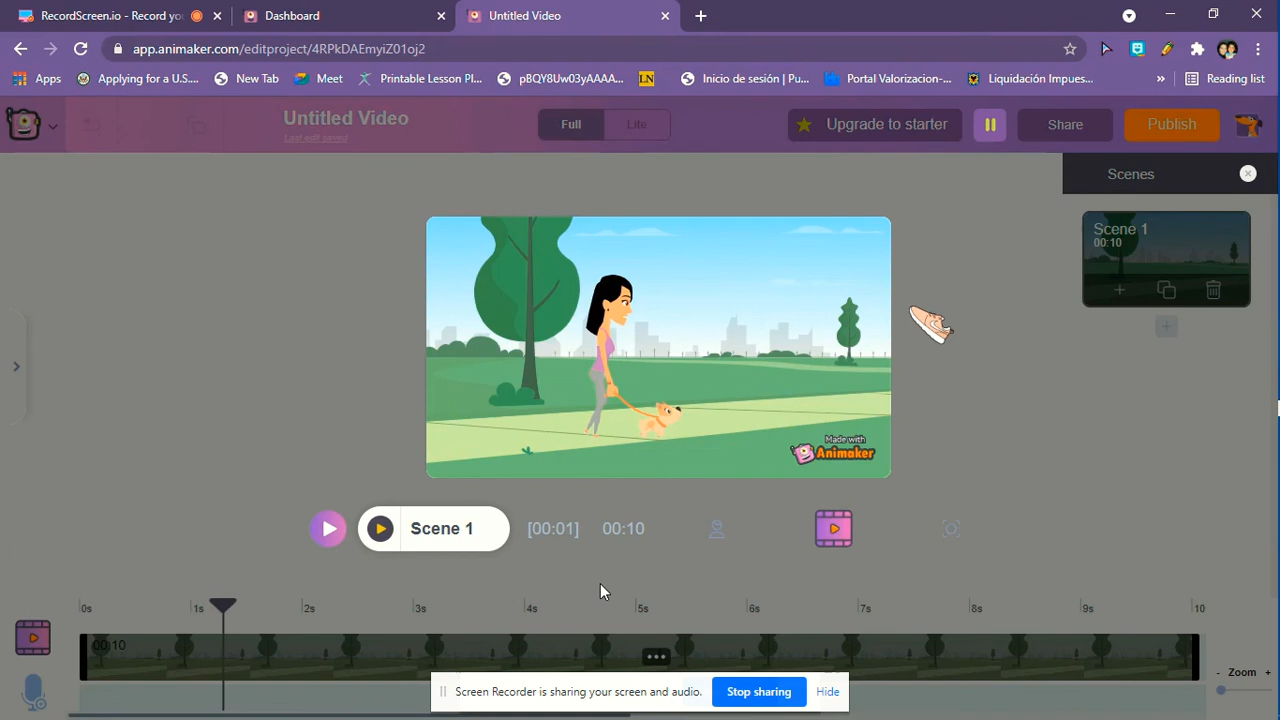 RecordScreen.io - Record you
Dashboard
Untitled Video
app.animaker.com/editproject/4RPkDAEmyiZ01oj2
Apps
Applying for a U.S....
New Tab
Meet
Printable Lesson Pl...
pBQY8Uw03yAAAA...
LN
Inicio de sesión | Pu...
Portal Valorizacion-...
Liquidación Impues...
»
Reading list
Untitled Video
Last edit saved
Full
Lite
Upgrade to starter
Share
Publish
Scenes
Scene 1
00:10
Made with
Animaker
Scene 1
[00:01]
00:10
0s
1s
2s
3s
4s
5s
6s
7s
8s
9s
10
00:10
- Zoom +
Screen Recorder is sharing your screen and audio.
Stop sharing
Hide